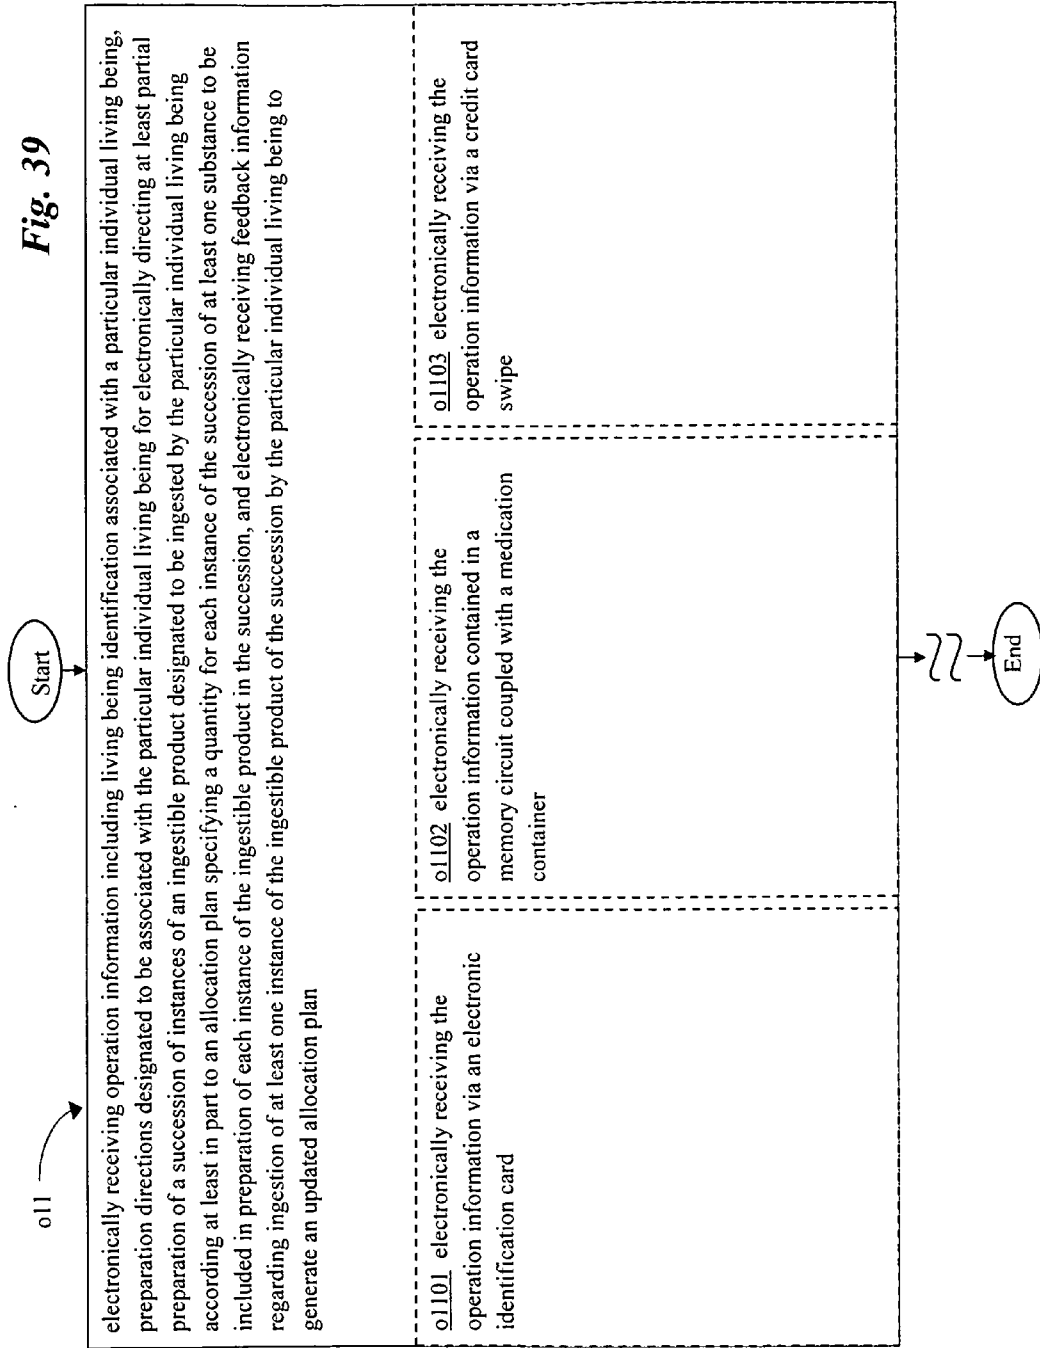 Fig. 39
Start
o11
electronically receiving operation information including living being identification associated with a particular individual living being,
preparation directions designated to be associated with the particular individual living being for electronically directing at least partial
preparation of a succession of instances of an ingestible product designated to be ingested by the particular individual living being
according at least in part to an allocation plan specifying a quantity for each instance of the succession of at least one substance to be
included in preparation of each instance of the ingestible product in the succession, and electronically receiving feedback information
regarding ingestion of at least one instance of the ingestible product of the succession by the particular individual living being to
generate an updated allocation plan
o1101 electronically receiving the
operation information via an electronic
identification card
o1102 electronically receiving the
operation information contained in a
memory circuit coupled with a medication
container
o1103 electronically receiving the
operation information via a credit card
swipe
End